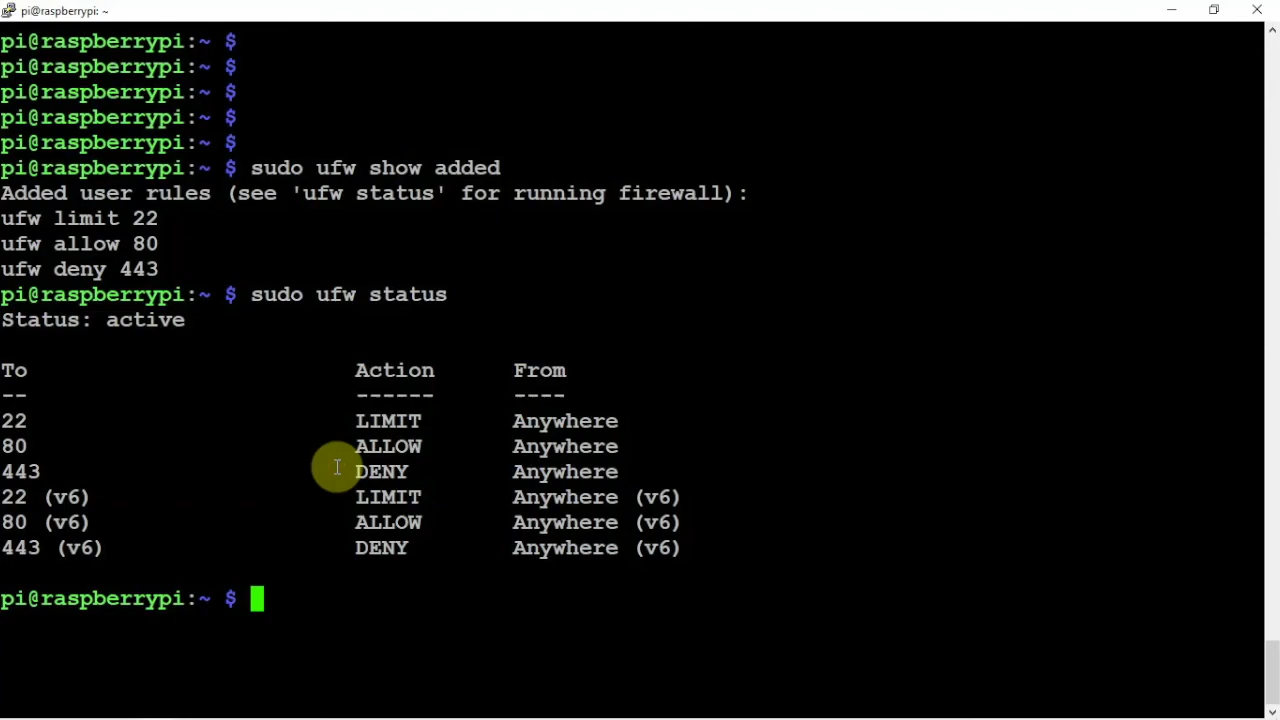 pi@raspberrypi: ~
pi@raspberrypi:~ $
pi@raspberrypi:~ $
pi@raspberrypi:~ $
pi@raspberrypi:~ $
pi@raspberrypi:~ $
pi@raspberrypi:~ $ sudo ufw show added
Added user rules (see 'ufw status' for running firewall):
ufw limit 22
ufw allow 80
ufw deny 443
pi@raspberrypi:~ $ sudo ufw status
Status: active
To Action From
-- ------ ----
22 LIMIT Anywhere
80 ALLOW Anywhere
443 DENY Anywhere
22 (v6) LIMIT Anywhere (v6)
80 (v6) ALLOW Anywhere (v6)
443 (v6) DENY Anywhere (v6)
pi@raspberrypi:~ $